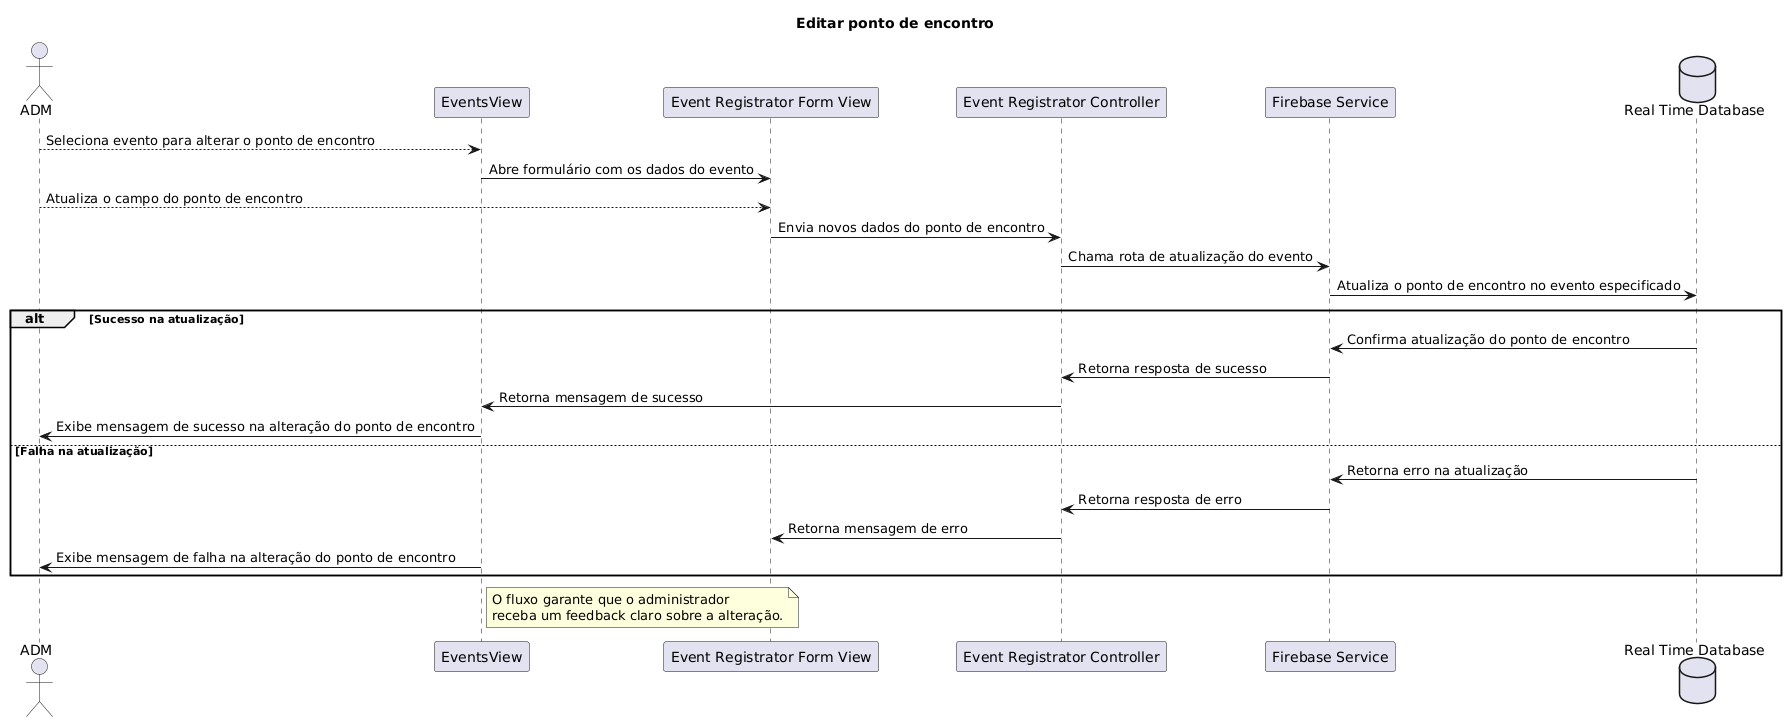 Editar ponto de encontro
ADM
EventsView
Event Registrator Form View
Event Registrator Controller
Firebase Service
Real Time Database
Seleciona evento para alterar o ponto de encontro
Abre formulário com os dados do evento
Atualiza o campo do ponto de encontro
Envia novos dados do ponto de encontro
Chama rota de atualização do evento
Atualiza o ponto de encontro no evento especificado
alt
[Sucesso na atualização]
Confirma atualização do ponto de encontro
Retorna resposta de sucesso
Retorna mensagem de sucesso
Exibe mensagem de sucesso na alteração do ponto de encontro
[Falha na atualização]
Retorna erro na atualização
Retorna resposta de erro
Retorna mensagem de erro
Exibe mensagem de falha na alteração do ponto de encontro
O fluxo garante que o administrador
receba um feedback claro sobre a alteração.
ADM
EventsView
Event Registrator Form View
Event Registrator Controller
Firebase Service
Real Time Database